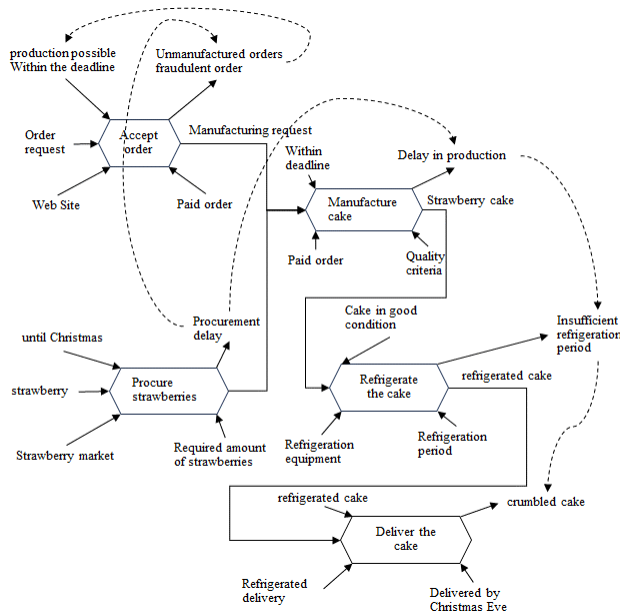 production possible
Within the deadline
Unmanufactured orders
fraudulent order
Order
request
Accept
order
Manufacturing request
Web Site
Paid order
Within
deadline
Delay in production
Manufacture
cake
Strawberry cake
Paid order
Quality
criteria
until Christmas
Procurement
delay
Cake in good
condition
Insufficient
refrigeration
period
strawberry
Procure
strawberries
Refrigerate
the cake
refrigerated cake
Strawberry market
Required amount
of strawberries
Refrigeration
equipment
Refrigeration
period
refrigerated cake
crumbled cake
Deliver the
cake
Refrigerated
delivery
Delivered by
Christmas Eve